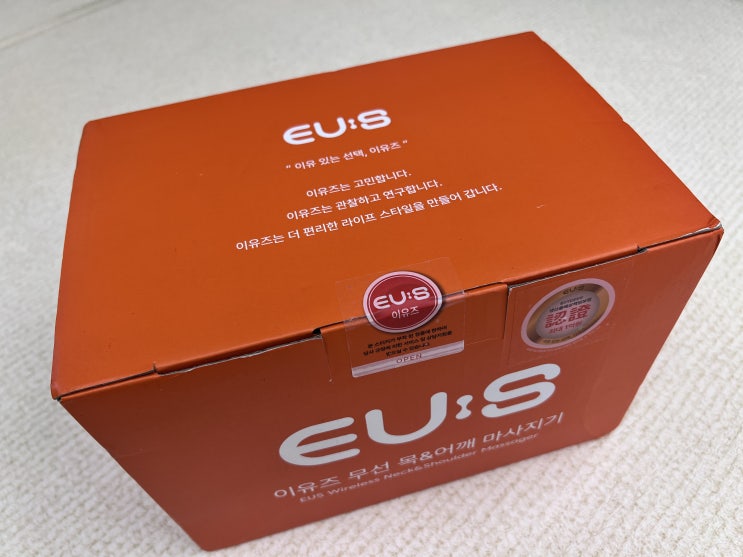 EU:S
" 이유 있는 선택, 이유즈 "
이유즈는 고민합니다.
이유즈는 관찰하고 연구합니다.
이유즈는 더 편리한 라이프 스타일을 만들어 갑니다.
EU:S
이유즈
OPEN
EU:S
EU:S
이유즈 무선 목&어깨 마사지기
EUS Wireless Neck&Shoulder Massager